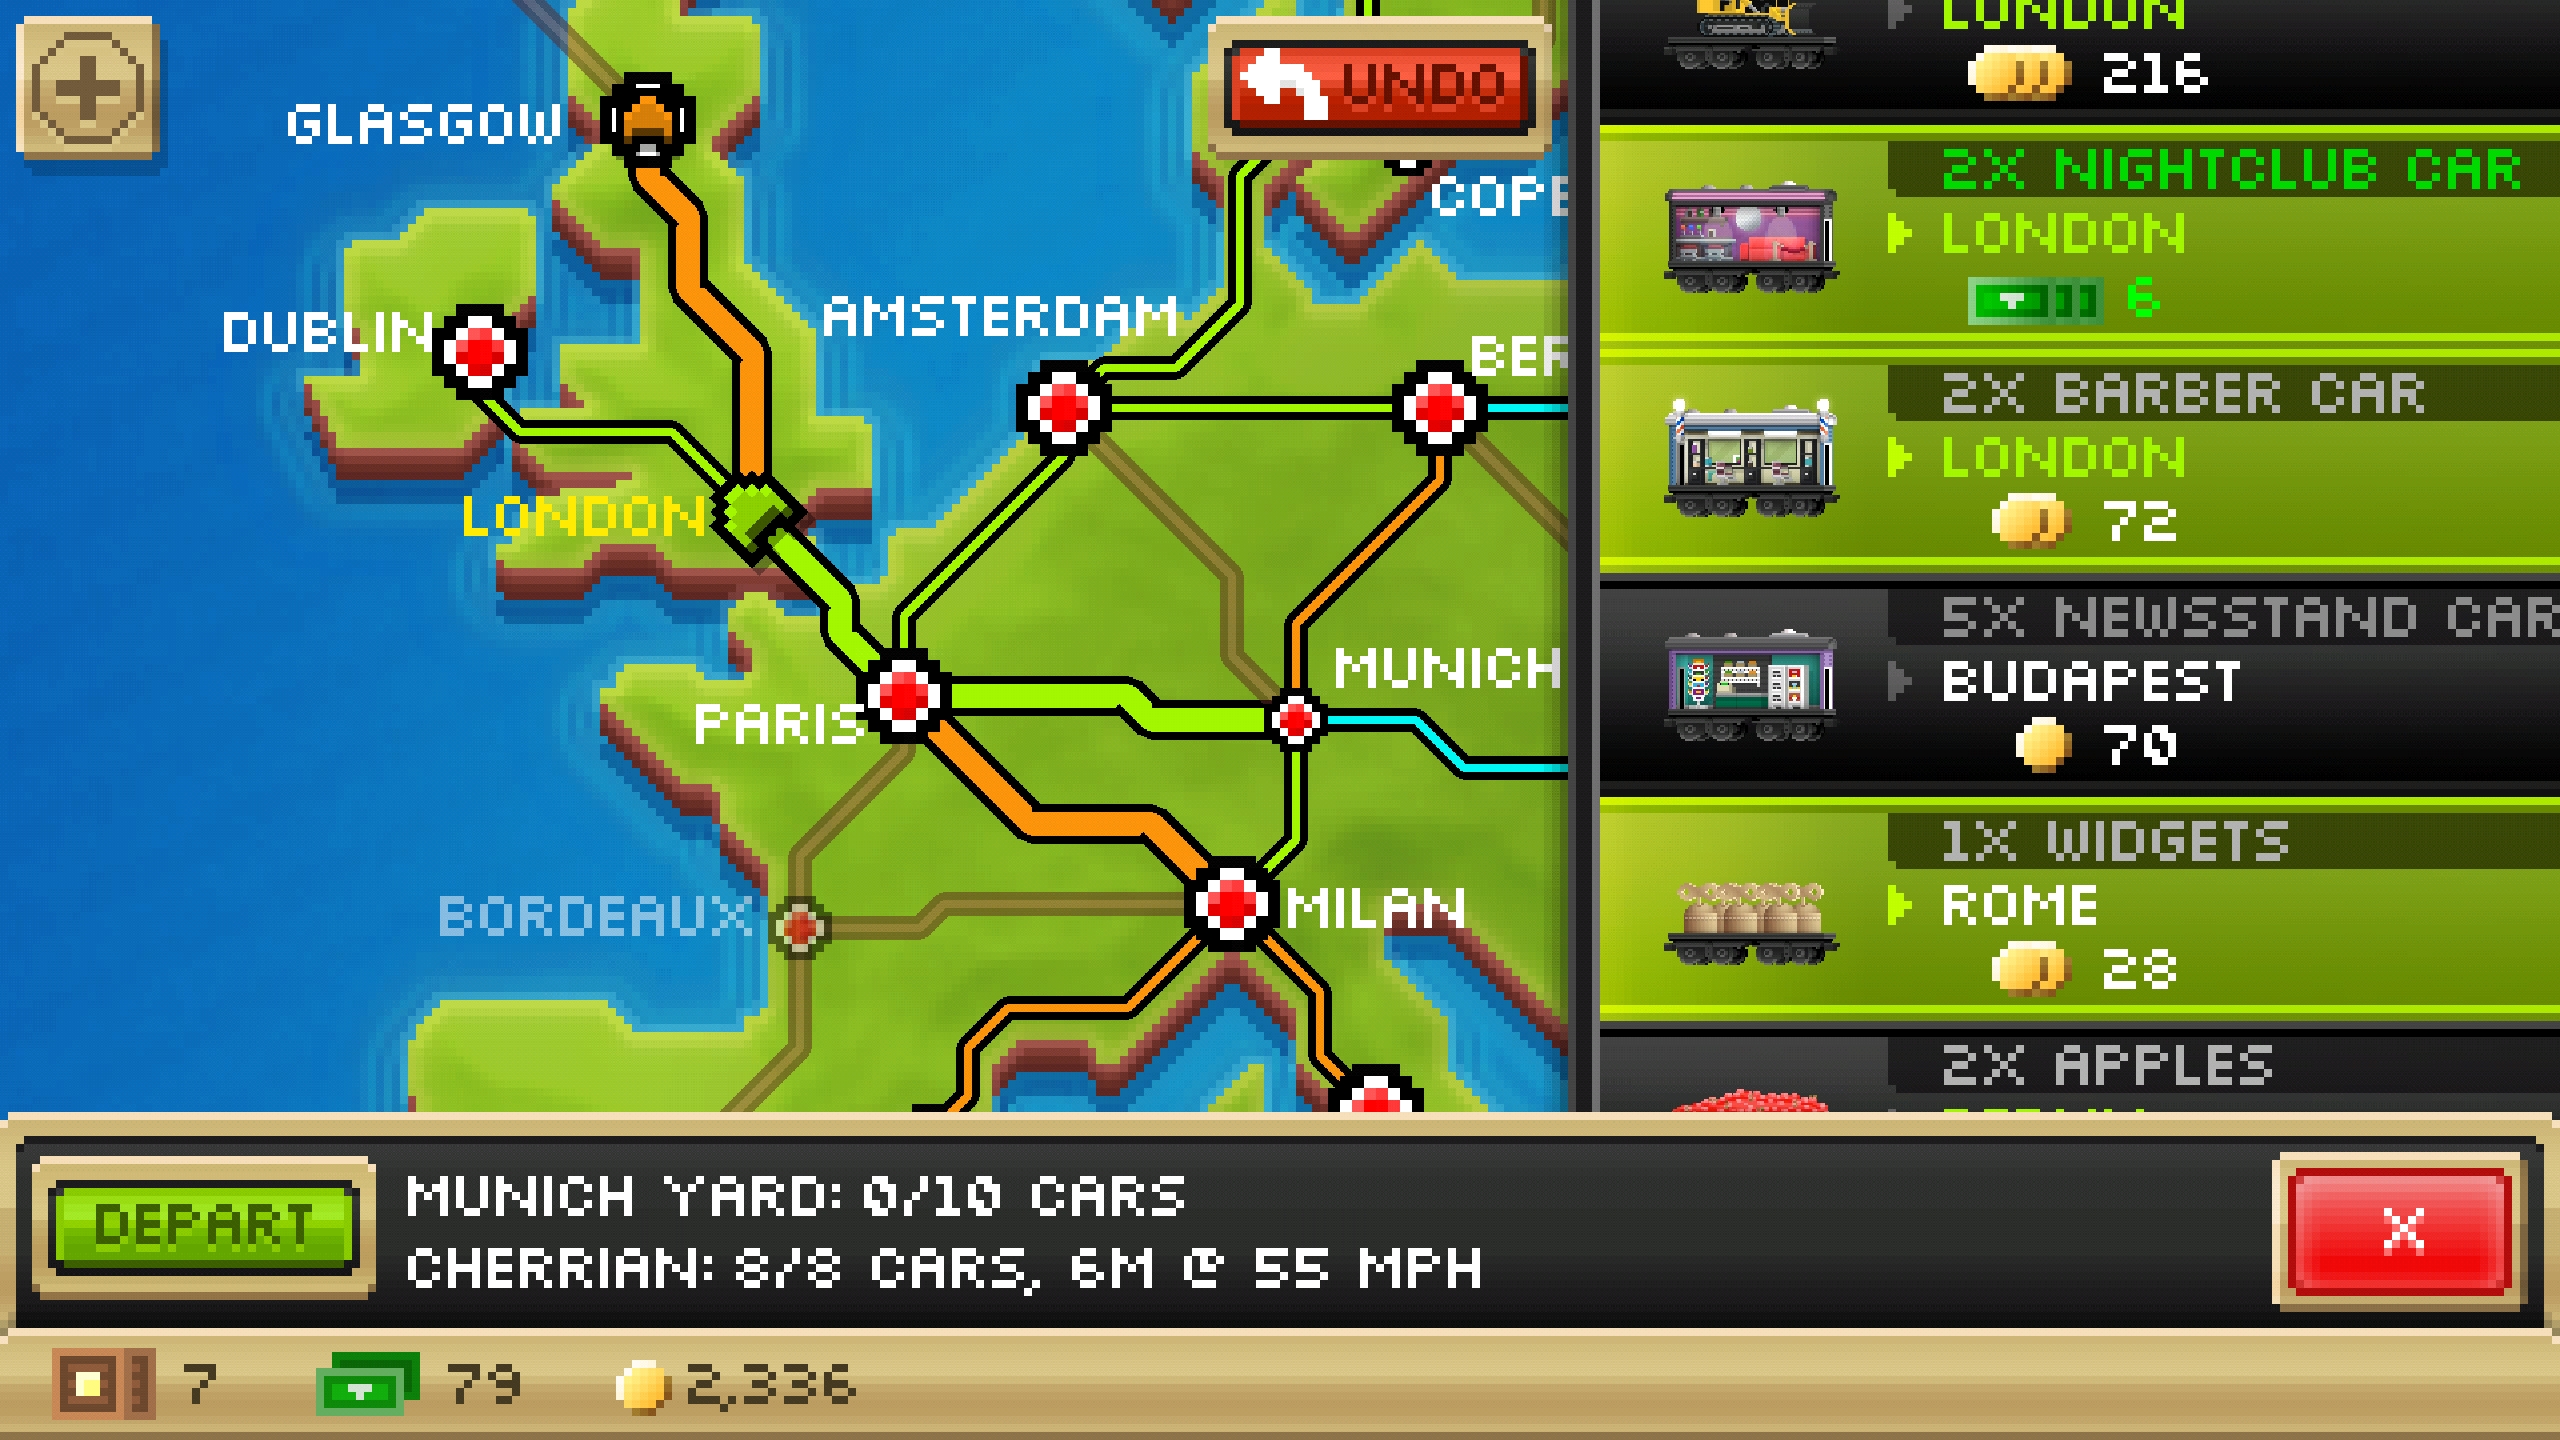 LONDON
216
UNDO
GLASGOW
2X NIGHTCLUB CAR
COPE
LONDON
6
DUBLIN
AMSTERDAM
BER
2X BARBER CAR
LONDON
72
LONDON
5X NEWSSTAND CAR
MUNICH
BUDAPEST
PARIS
70
1X WIDGETS
BORDEAUX
MILAN
ROME
28
2X APPLES
DEPART
MUNICH YARD: 0/10 CARS
CHERRIAN: 8/8 CARS, 6M @ 55 MPH
X
7
79
2,336